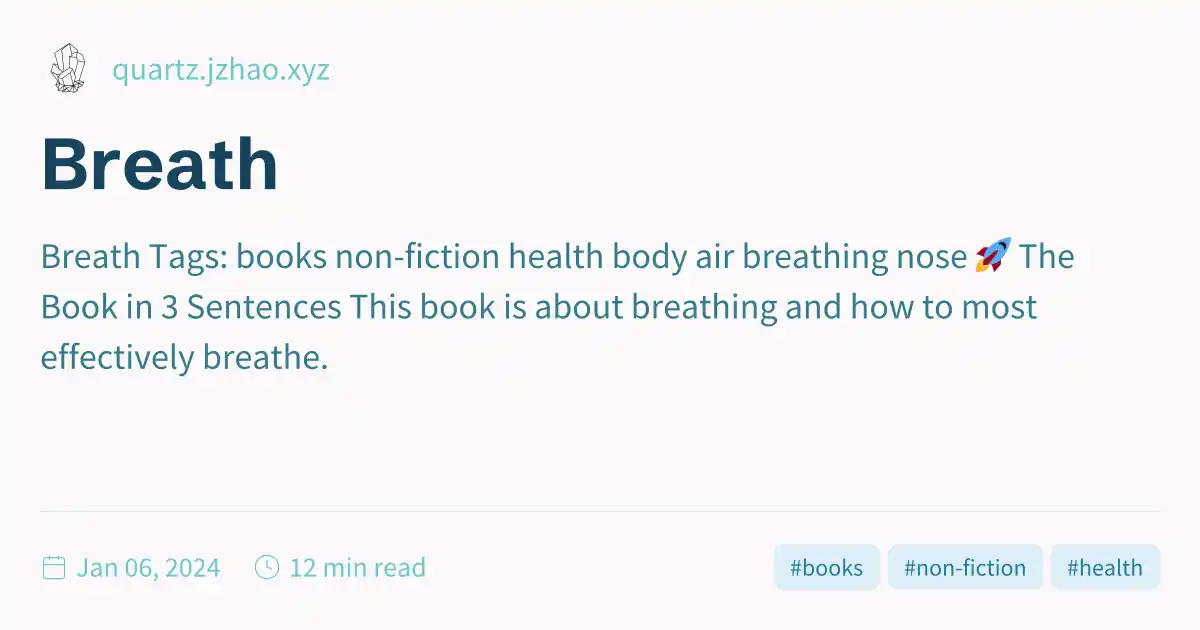 quartz.jzhao.xyz
Breath
Breath Tags: books non-fiction health body air breathing nose 🚀 The
Book in 3 Sentences This book is about breathing and how to most
effectively breathe.
Jan 06, 2024 12 min read #books #non-fiction #health